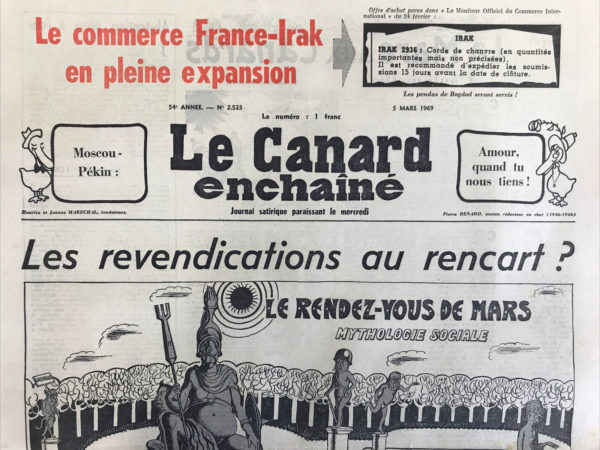 Le commerce France-Irak
en pleine expansion
Offre d'achat parue dans « Le Moniteur Officiel du Commerce Inter-
national » du 24 février :
IRAK
IRAK 2936 : Corde de chanvre (en quantités
importantes mais non précisées).
Il est recommandé d'expédier les soumis-
sions 15 jours avant la date de clôture.
Les pendus de Bagdad seront servis !
54e ANNEE. — N° 2.523
Le numéro : 1 franc
5 MARS 1969
Moscou-
Pékin :
Le Canard
enchaîné
Amour,
quand tu
nous tiens !
Maurice et Jeanne MARECHAL, fondateurs.
Journal satirique paraissant le mercredi
Pierre BENARD, ancien rédacteur en chef (1936-1946)
Les revendications au rencart ?
LE RENDEZ-VOUS DE MARS
MYTHOLOGIE SOCIALE